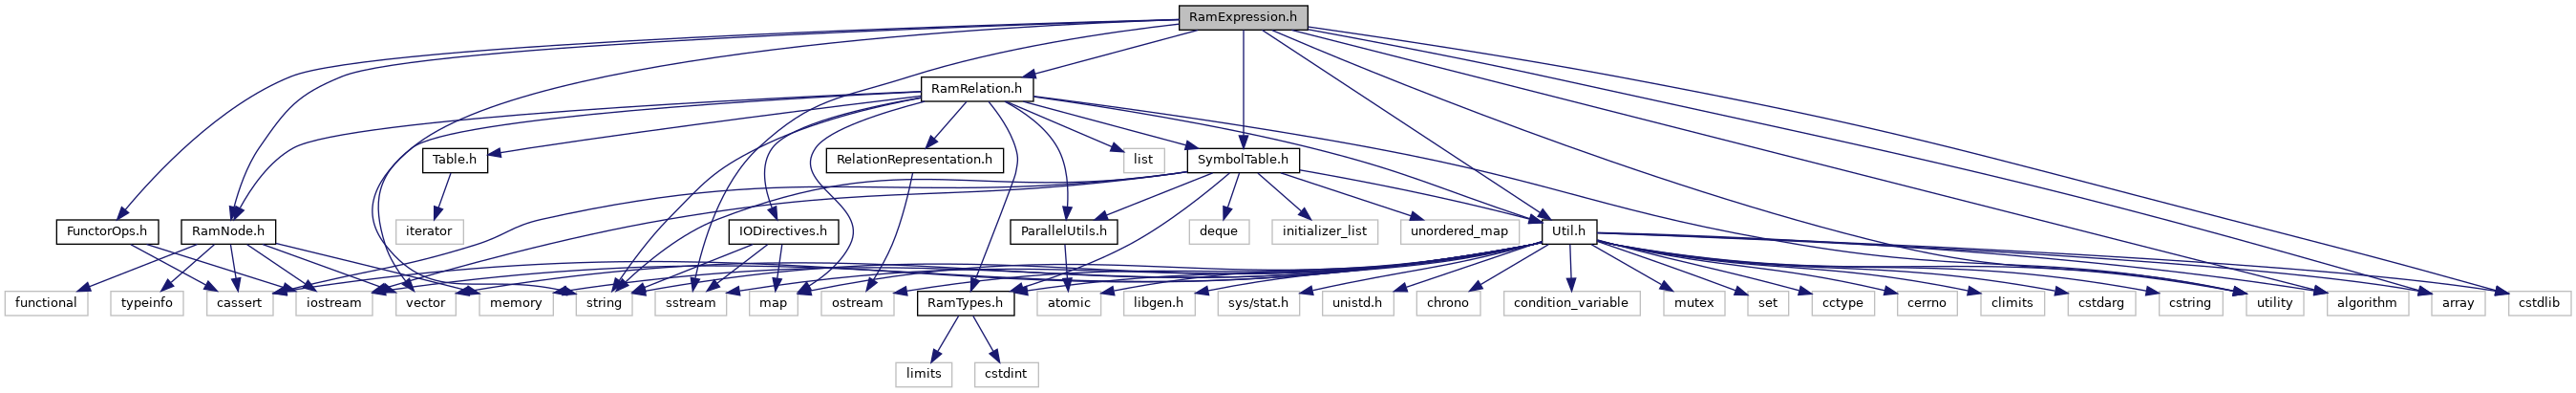 RamExpression.h
RamRelation.h
Table.h
RelationRepresentation.h
list
SymbolTable.h
FunctorOps.h
RamNode.h
iterator
IODirectives.h
ParallelUtils.h
deque
initializer_list
unordered_map
Util.h
functional
typeinfo
cassert
iostream
vector
memory
string
sstream
map
ostream
RamTypes.h
atomic
libgen.h
sys/stat.h
unistd.h
chrono
condition_variable
mutex
set
cctype
cerrno
climits
cstdarg
cstring
utility
algorithm
array
cstdlib
limits
cstdint